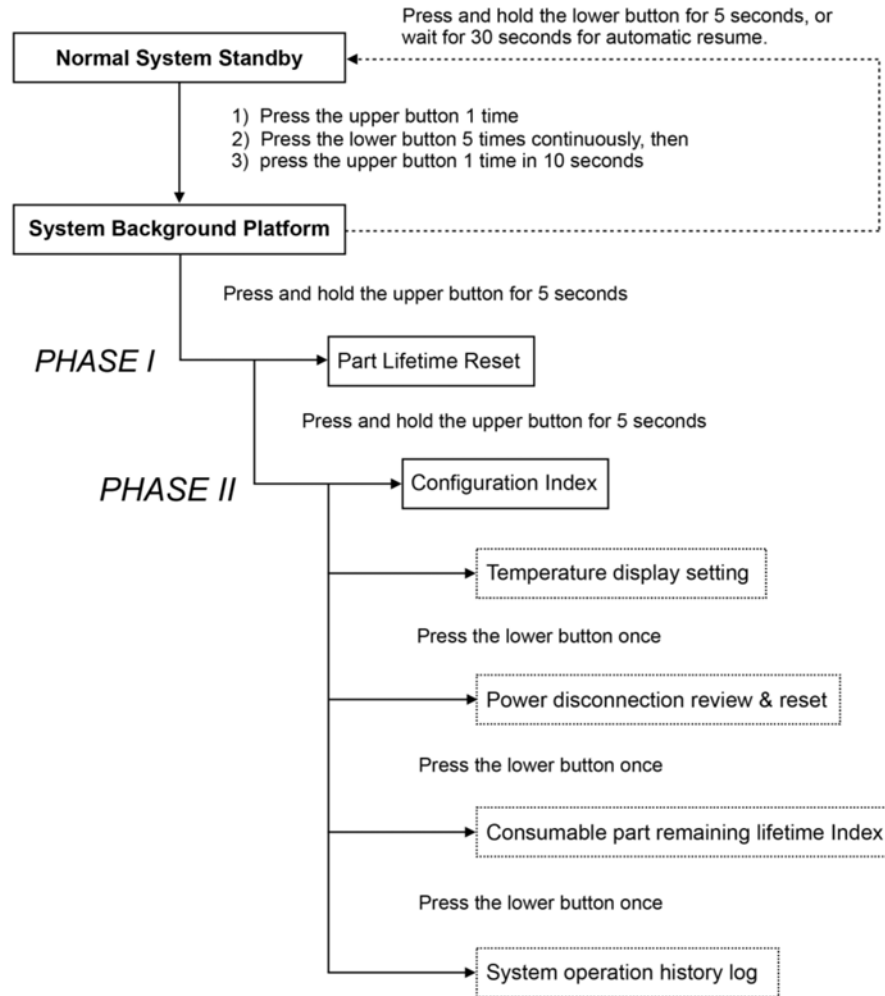 Press and hold the lower button for 5 seconds, or
wait for 30 seconds for automatic resume.
Normal System Standby
1) Press the upper button 1 time
2) Press the lower button 5 times continuously, then
3) press the upper button 1 time in 10 seconds
System Background Platform
Press and hold the upper button for 5 seconds
PHASE I
Part Lifetime Reset
Press and hold the upper button for 5 seconds
PHASE II
Configuration Index
Temperature display setting
Press the lower button once
Power disconnection review & reset
Press the lower button once
Consumable part remaining lifetime Index
Press the lower button once
System operation history log